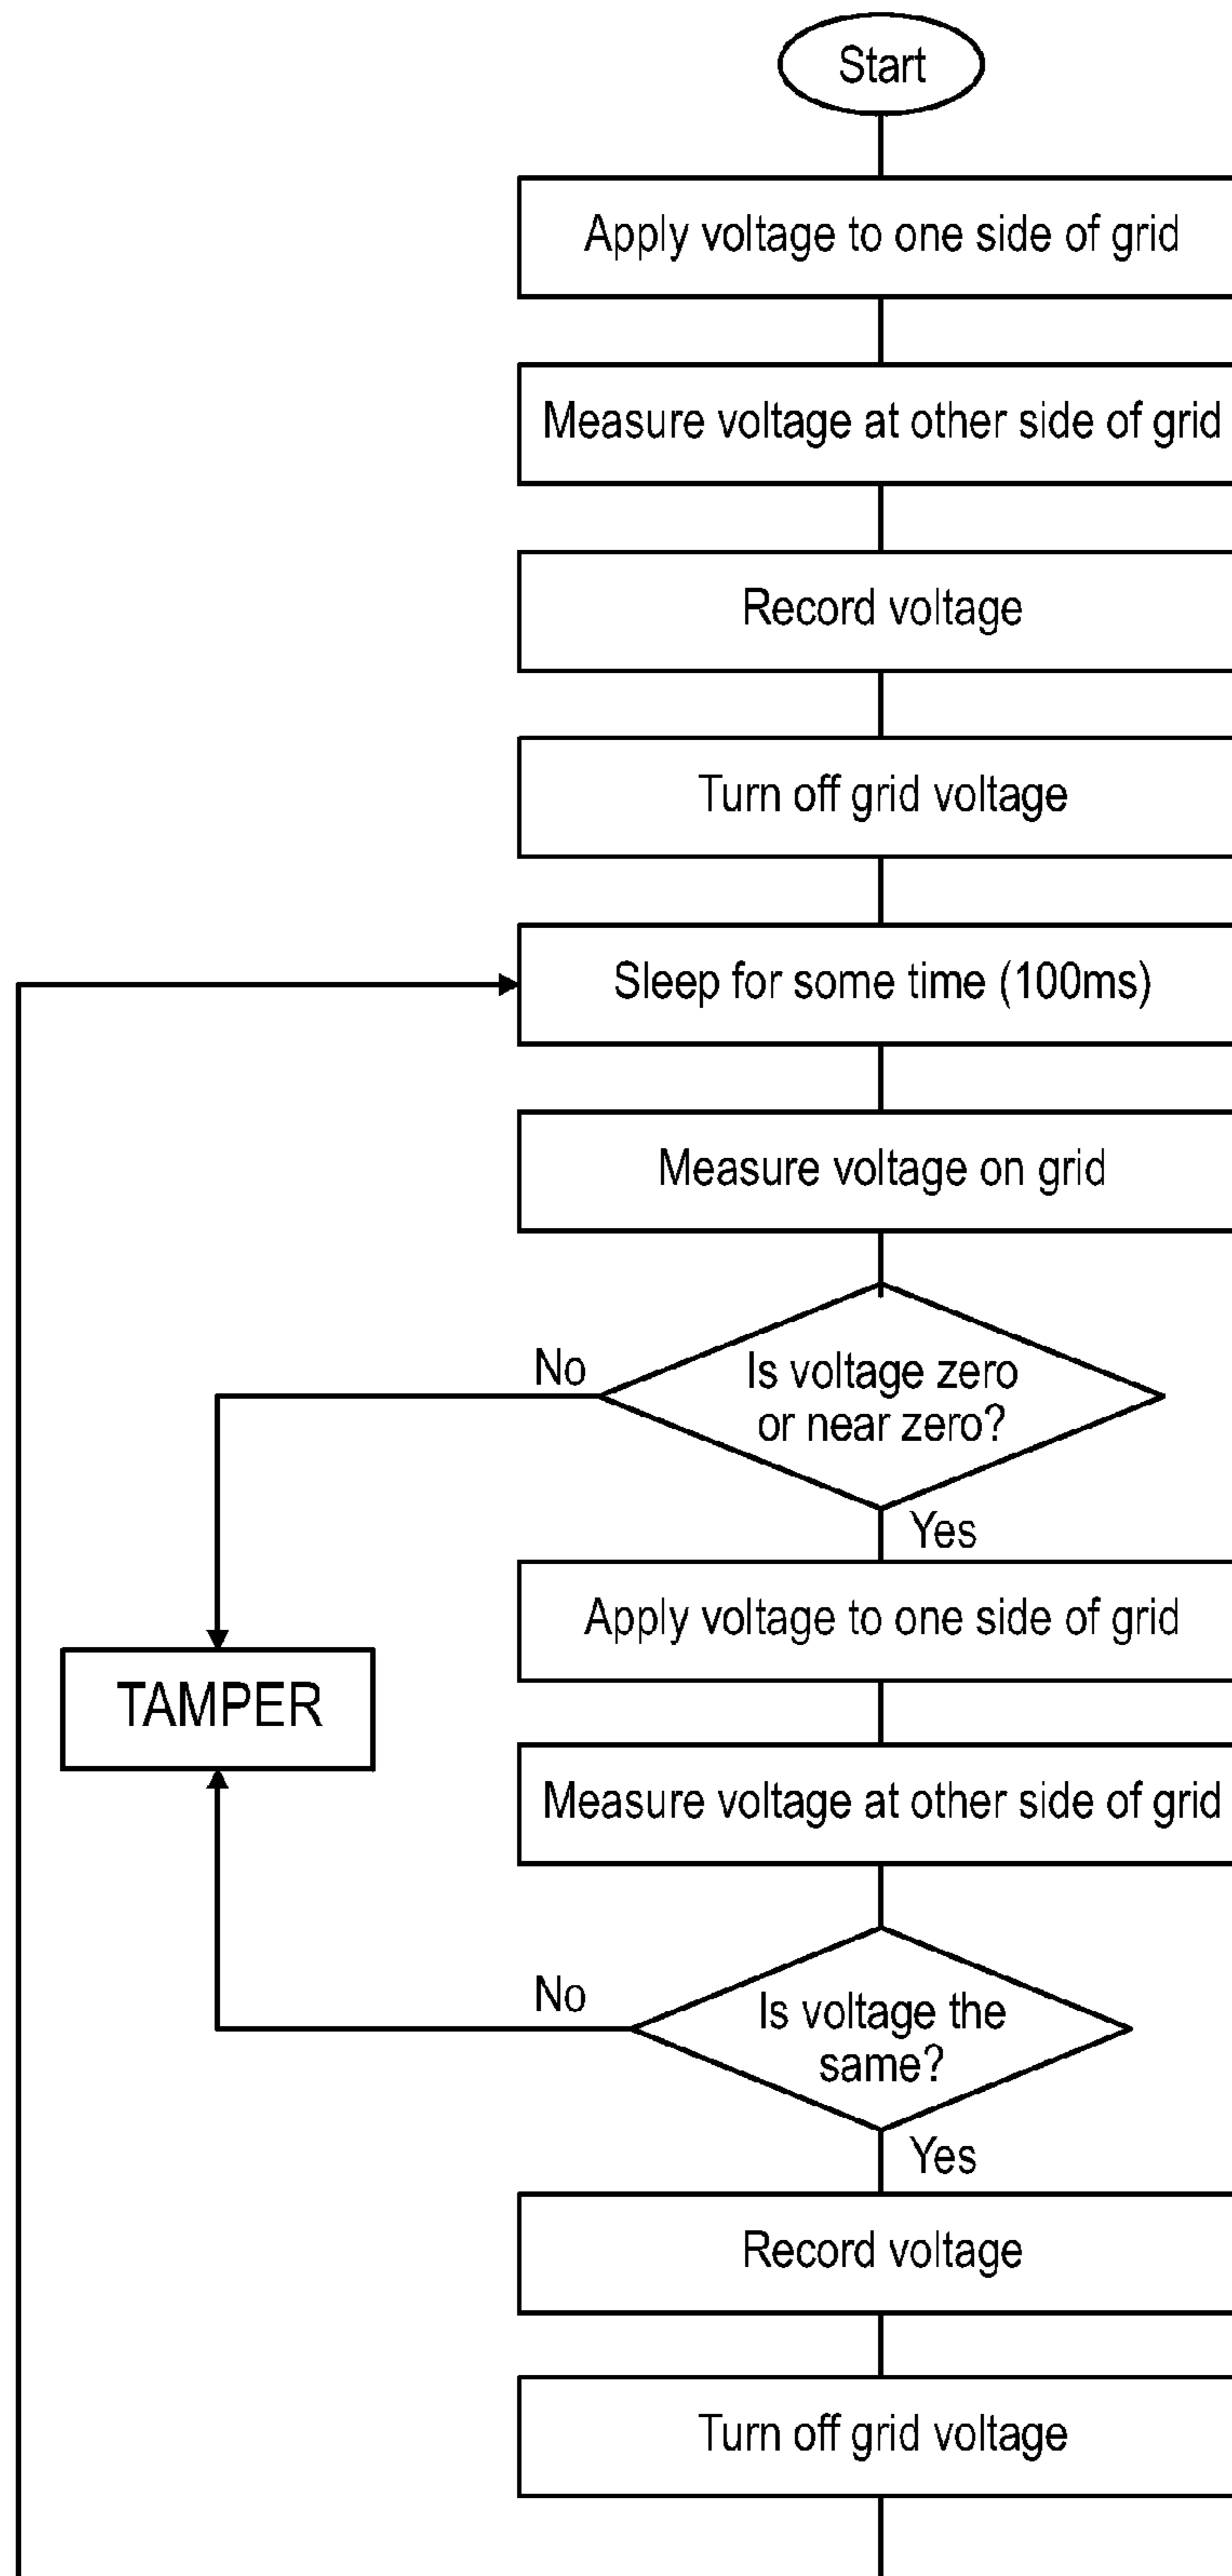 Start
Apply voltage to one side of grid
Measure voltage at other side of grid
Record voltage
Turn off grid voltage
Sleep for some time (100ms)
Measure voltage on grid
No
Is voltage zero
or near zero?
Yes
Apply voltage to one side of grid
TAMPER
Measure voltage at other side of grid
No
Is voltage the
same?
Yes
Record voltage
Turn off grid voltage